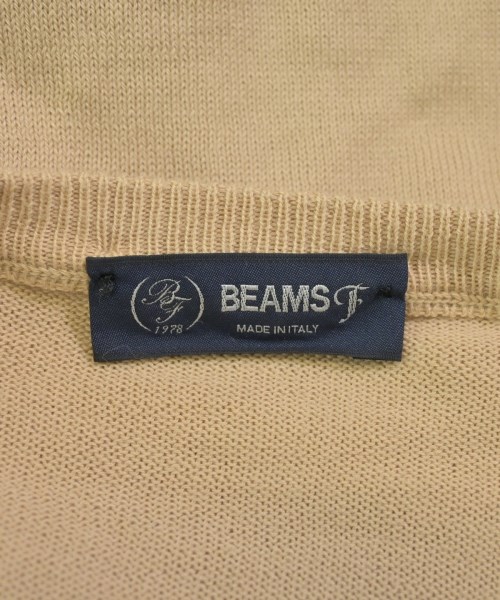 BF
1978
BEAMS F
MADE IN ITALY